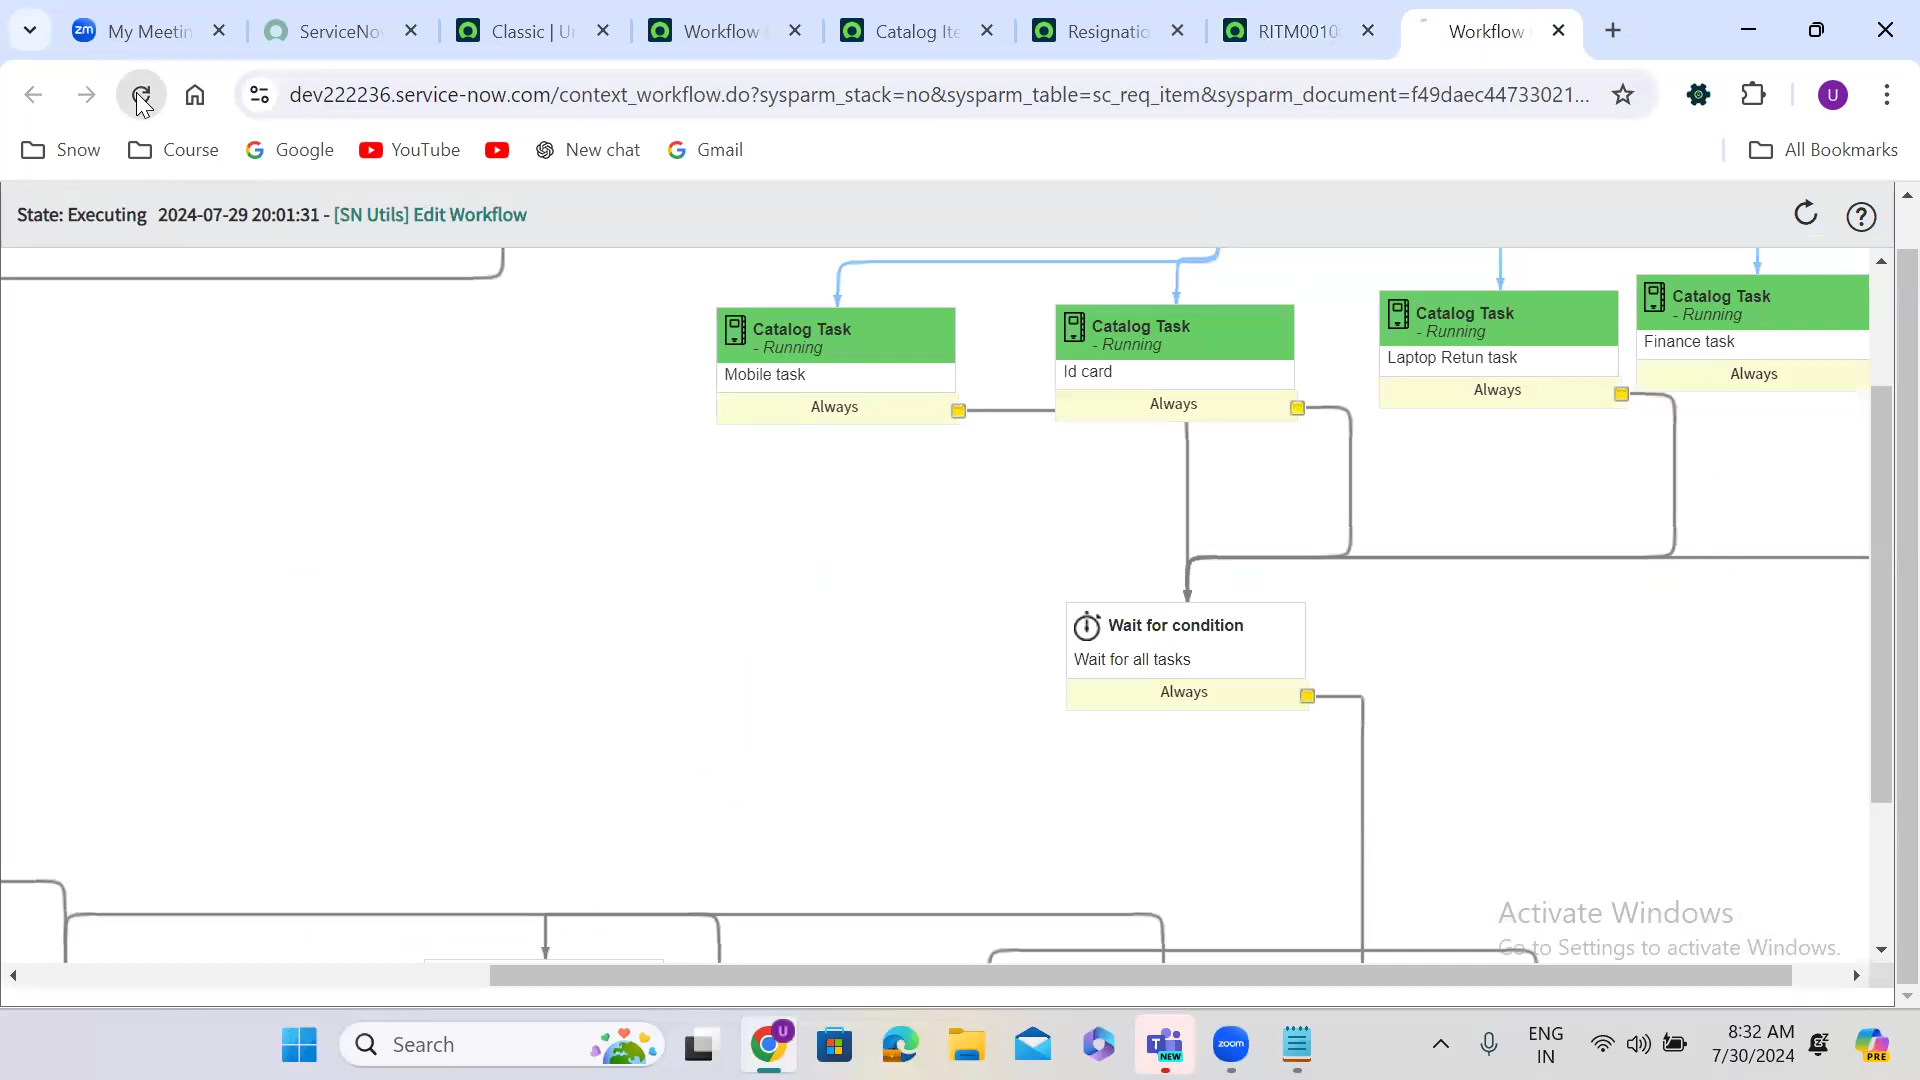 My Meetin
ServiceNo
Classic | U
Workflow
Catalog Ite
Resignatio
RITM0010
Workflow
dev222236.service-now.com/context_workflow.do?sysparm_stack=no&sysparm_table=sc_req_item&sysparm_document=f49daec44733021...
U
Snow
Course
Google
YouTube
New chat
Gmail
All Bookmarks
State: Executing 2024-07-29 20:01:31 - [SN Utils] Edit Workflow
Catalog Task
- Running
Mobile task
Always
Catalog Task
- Running
Id card
Always
Catalog Task
- Running
Laptop Retun task
Always
Catalog Task
- Running
Finance task
Always
Wait for condition
Wait for all tasks
Always
Activate Windows
Go to Settings to activate Windows.
Search
U
NEW
zoom
ENG
IN
8:32 AM
7/30/2024
PRE